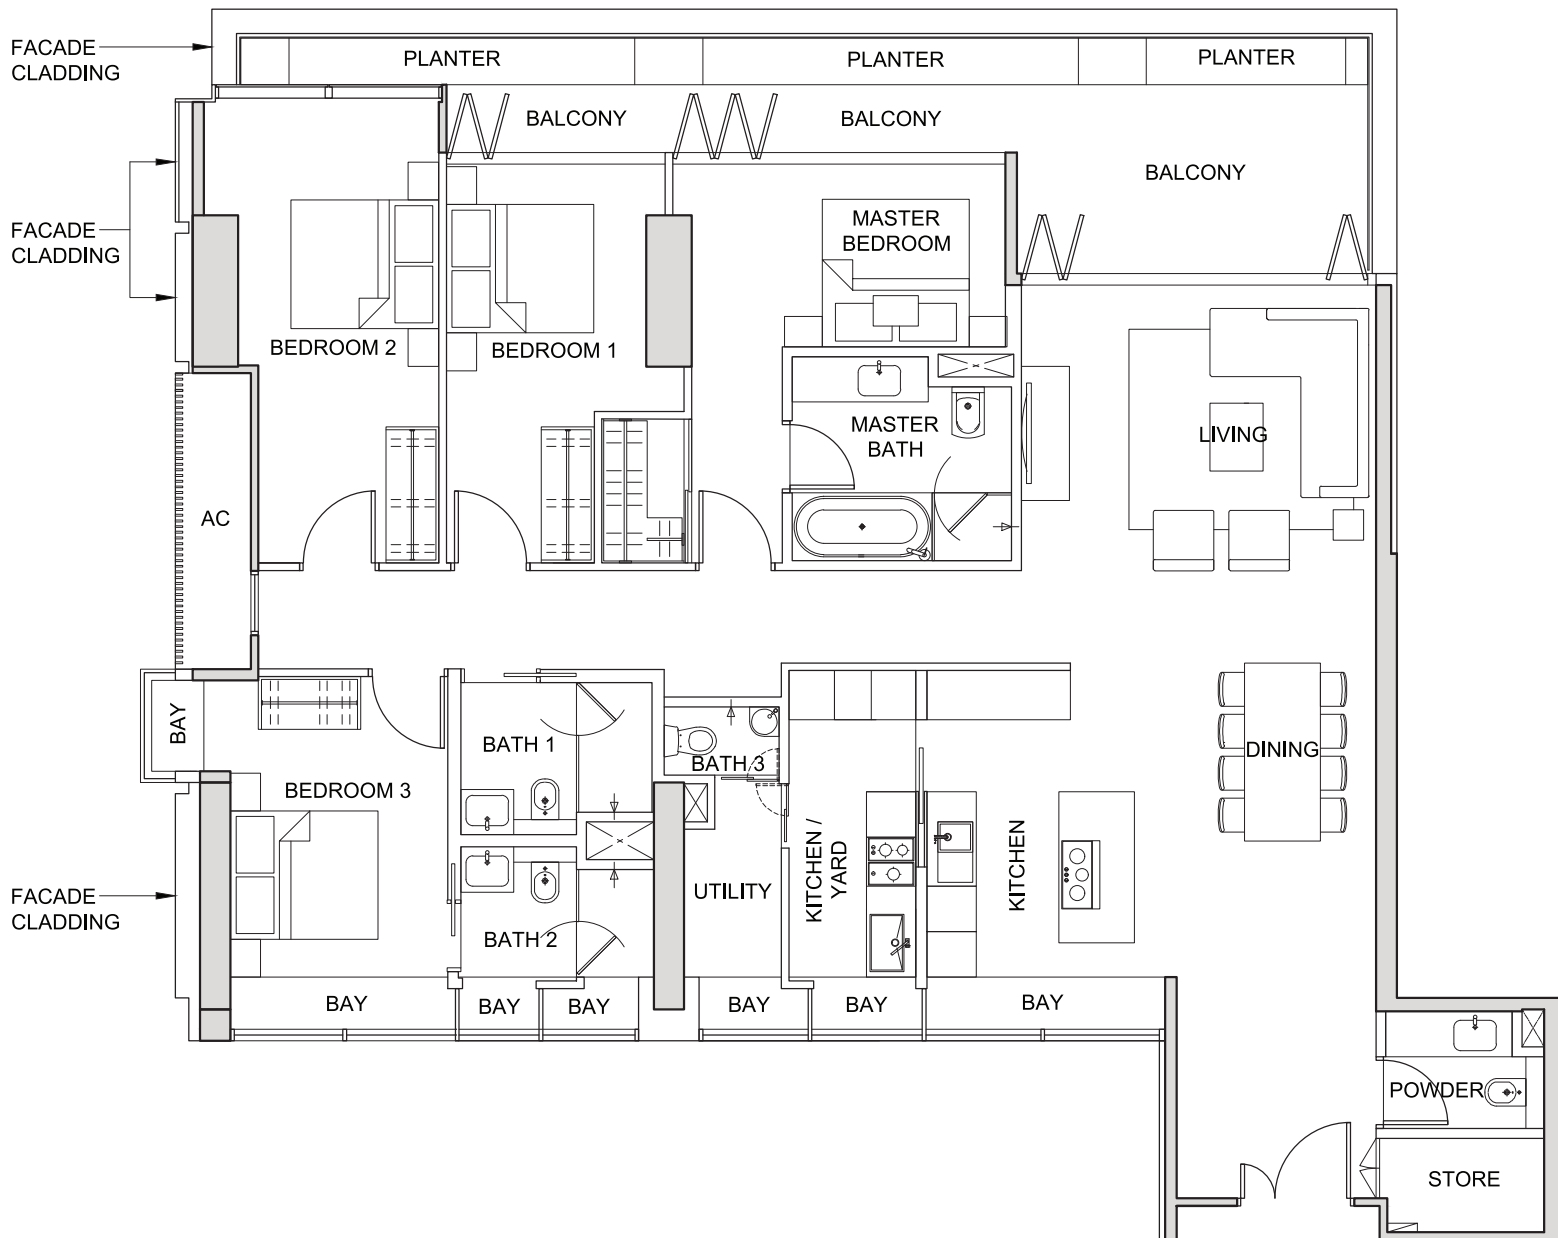 FACADE
CLADDING
PLANTER
PLANTER
PLANTER
BALCONY
BALCONY
BALCONY
FACADE
CLADDING
MASTER
BEDROOM
BEDROOM 2
BEDROOM 1
MASTER
BATH
LIVING
AC
BAY
BATH 1
BATH 3
DINING
BEDROOM 3
KITCHEN /
YARD
KITCHEN
UTILITY
FACADE
CLADDING
BATH 2
BAY
BAY
BAY
BAY
BAY
BAY
POWDER
STORE